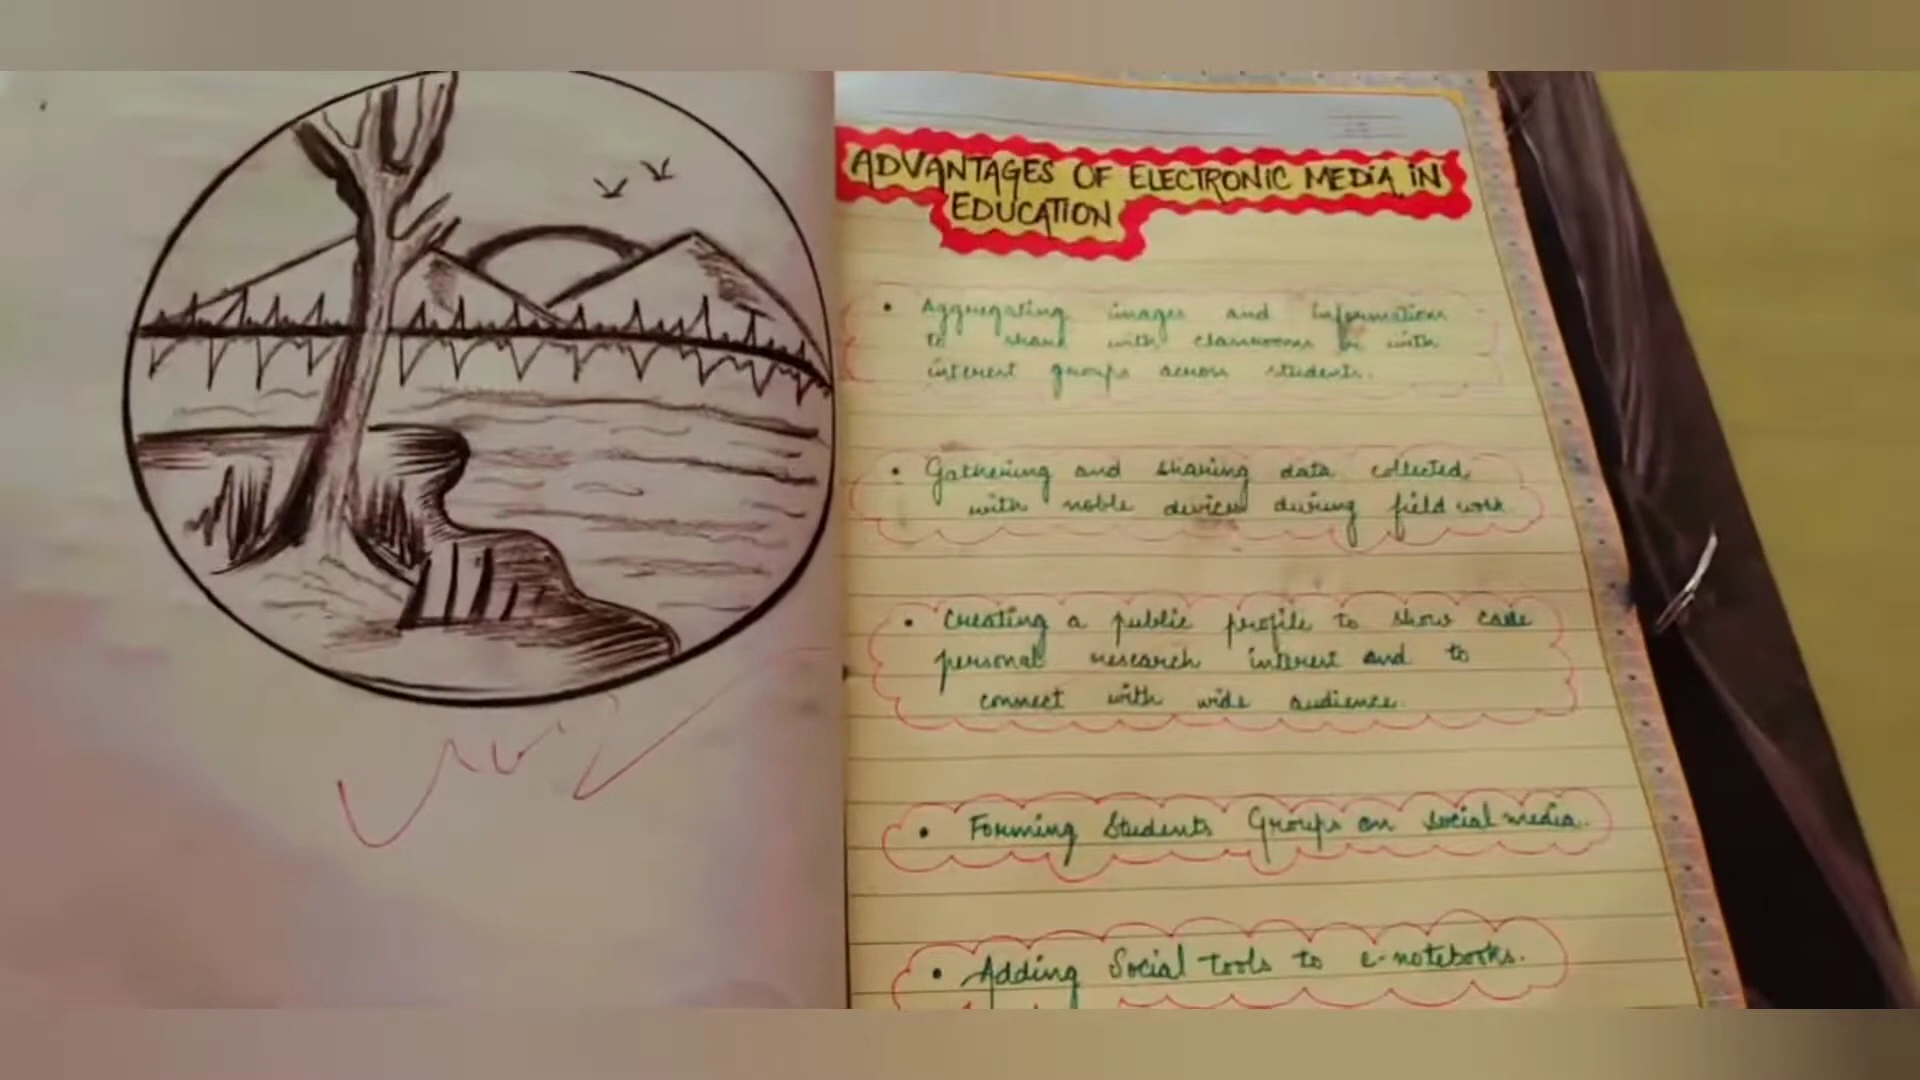 ADVANTAGES OF ELECTRONIC MEDIA IN
EDUCATION
• Aggregating images and informations
to share with classrooms or with
interest groups across students.
• Gathering and sharing data collected
with noble devices during field work
• Creating a public profile to show case
personal research interest and to
connect with wide audience.
• Forming Students Groups on social media.
• Adding Social tools to e-notebooks.